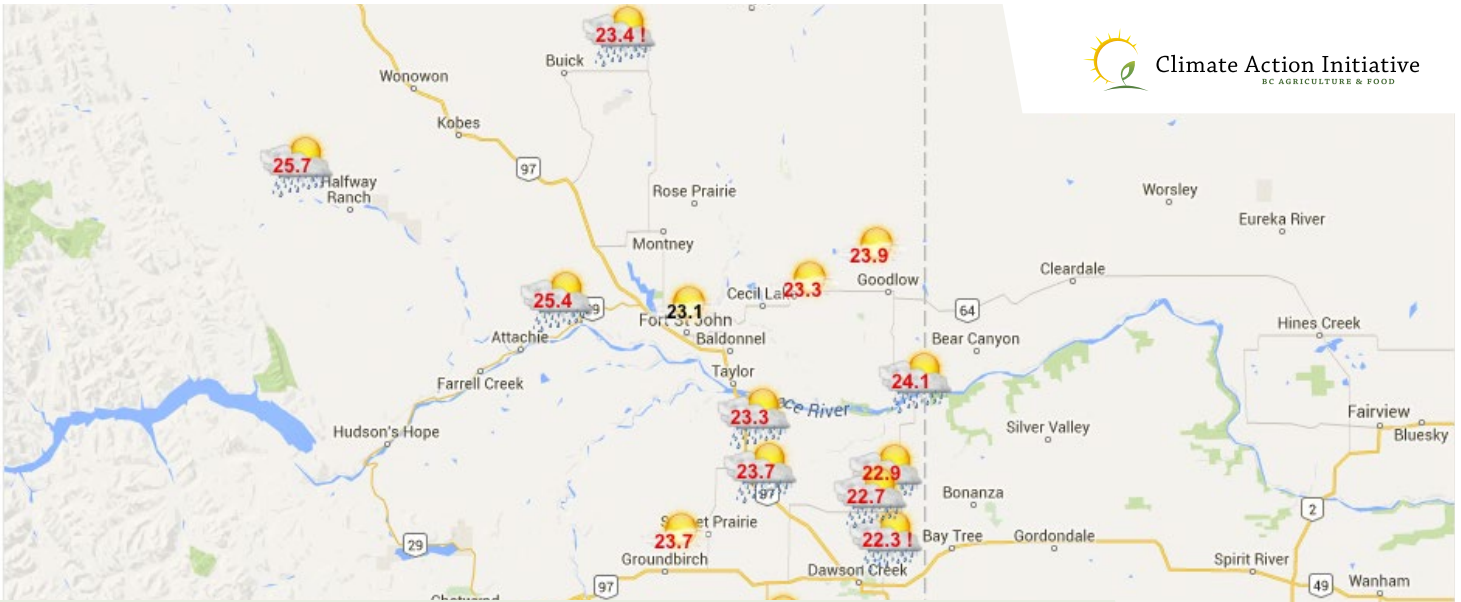 23.4 !
Climate Action Initiative
BC AGRICULTURE & FOOD
Buick
Wonowon
Kobes
25.7
97
Halfway
Ranch
Rose Prairie
Worsley
Eureka River
Montney
23.9
Cleardale
Goodlow
23.3
Cecil
25.4
23.1
64
Fort St John
Hines Creek
Attachie
Baldonnel
Bear Canyon
Taylor
Farrell Creek
24.1
River
23.3
Fairview
Silver Valley
Hudson's Hope
Bluesky
23.7
22.9
97
22.7
Bonanza
2
Prairie
23.7
22.3 !
Bay Tree
Gordondale
29
Groundbirch
Dawson Creek
Spirit River
97
49
Wanham